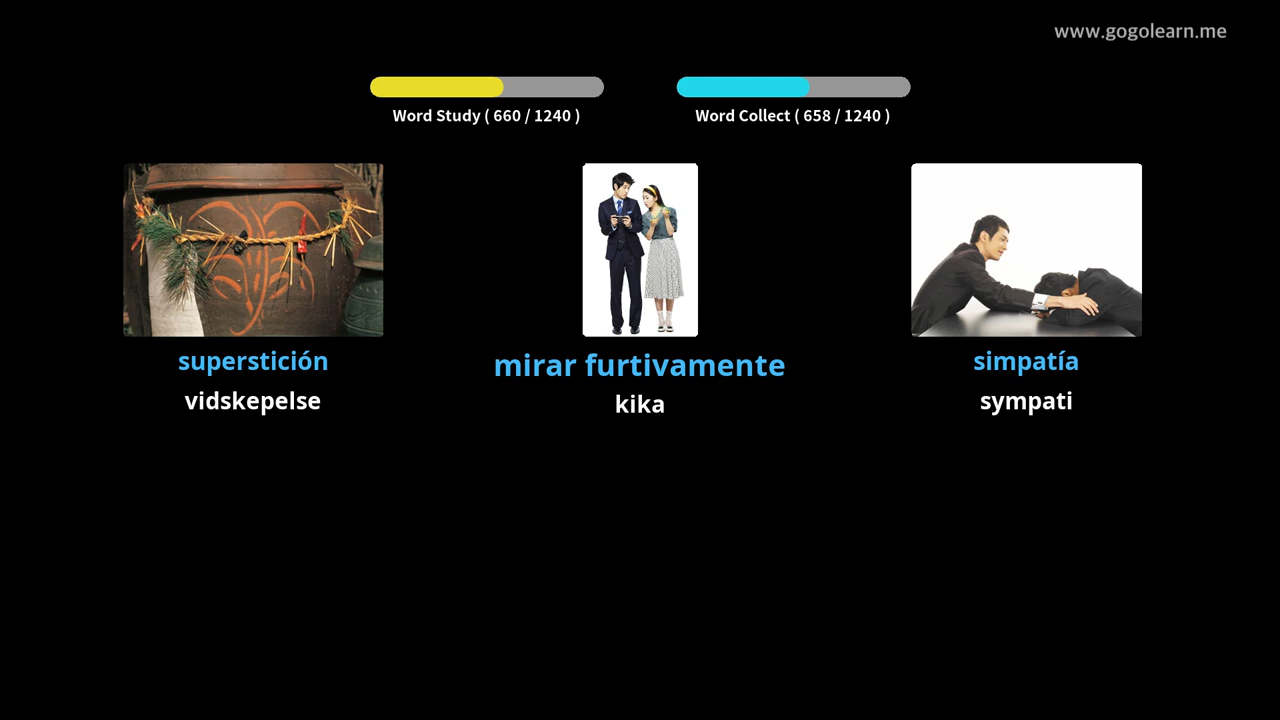 www.gogolearn.me
Word Study ( 660 / 1240 )
Word Collect ( 658 / 1240 )
superstición
vidskepelse
mirar furtivamente
kika
simpatía
sympati